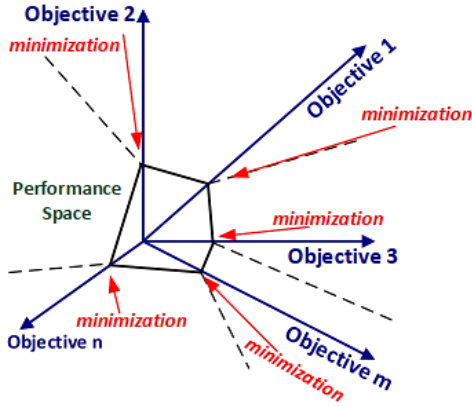 Objective 2
minimization
Objective 1
minimization
Performance
Space
minimization
Objective 3
minimization
Objective n
Objective m
minimization